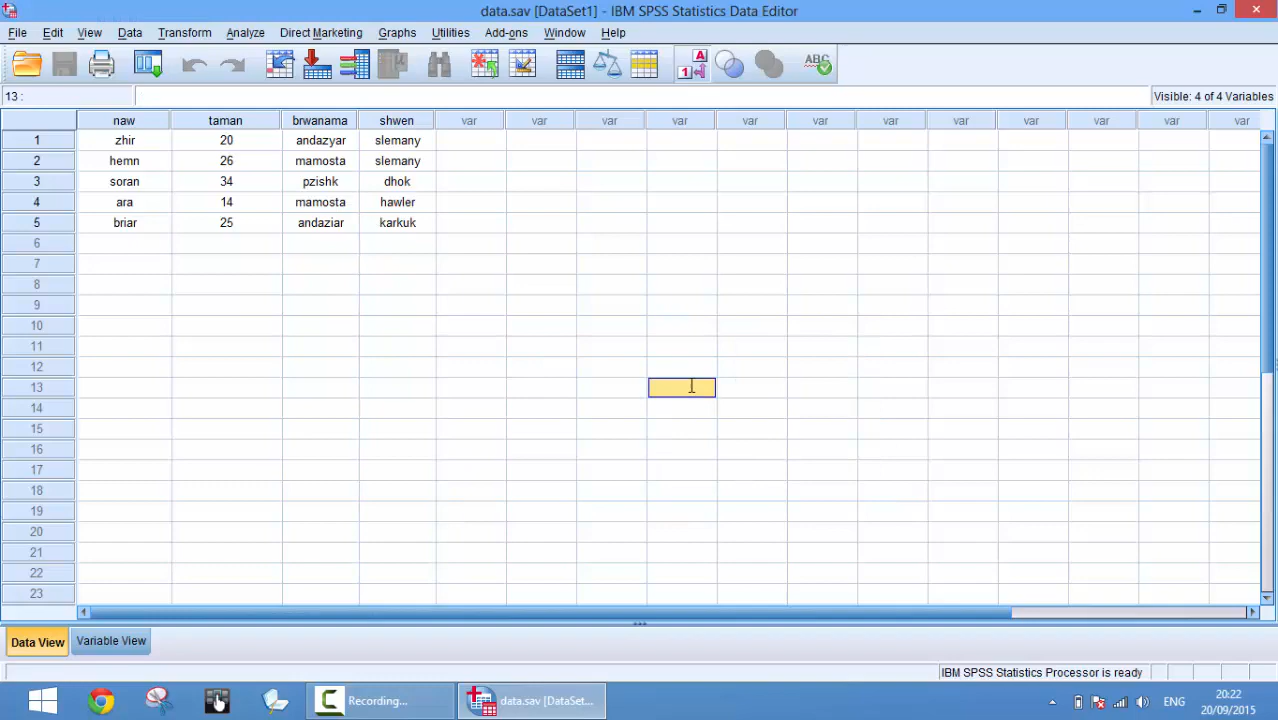 data.sav [DataSet1] - IBM SPSS Statistics Data Editor
File Edit View Data Transform Analyze Direct Marketing Graphs Utilities Add-ons Window Help
13 :
Visible: 4 of 4 Variables
naw taman brwanama shwen var var var var var var var var var var var var
1 zhir 20 andazyar slemany
2 hemn 26 mamosta slemany
3 soran 34 pzishk dhok
4 ara 14 mamosta hawler
5 briar 25 andaziar karkuk
6
7
8
9
10
11
12
13
14
15
16
17
18
19
20
21
22
23
Data View Variable View
IBM SPSS Statistics Processor is ready
Recording... data.sav [DataSet... ENG 20:22
20/09/2015